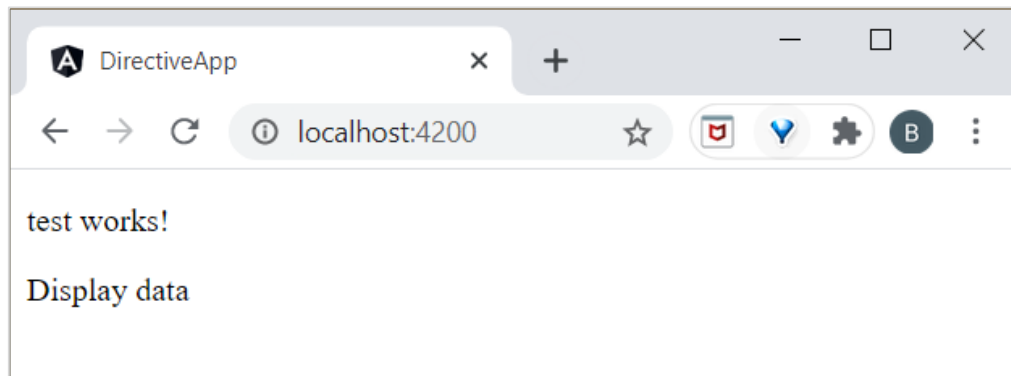 DirectiveApp
localhost:4200
B
test works!
Display data